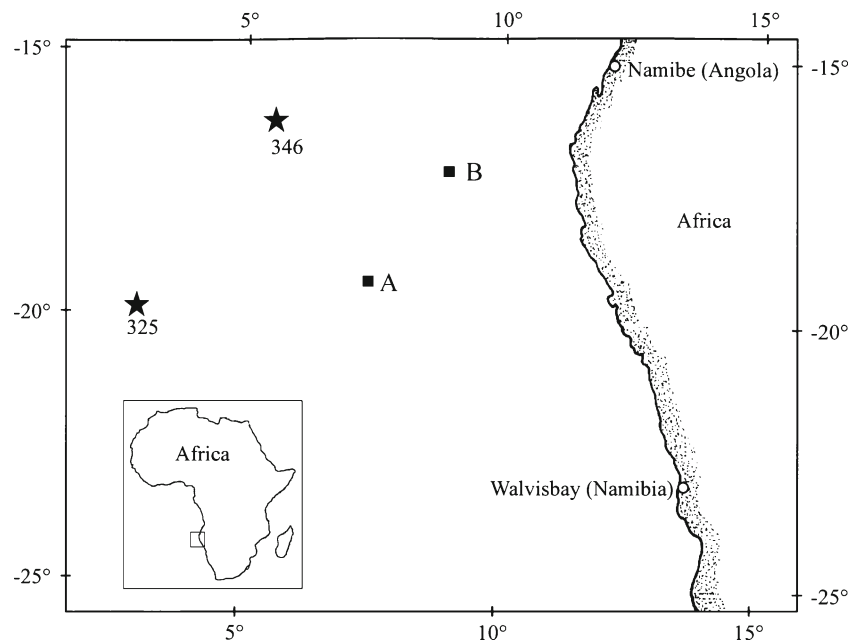 5° 10° 15°
-15° -15°
Namibe (Angola)
346
B
Africa
A
-20° -20°
325
Africa
Walvisbay (Namibia)
-25° -25°
5° 10° 15°